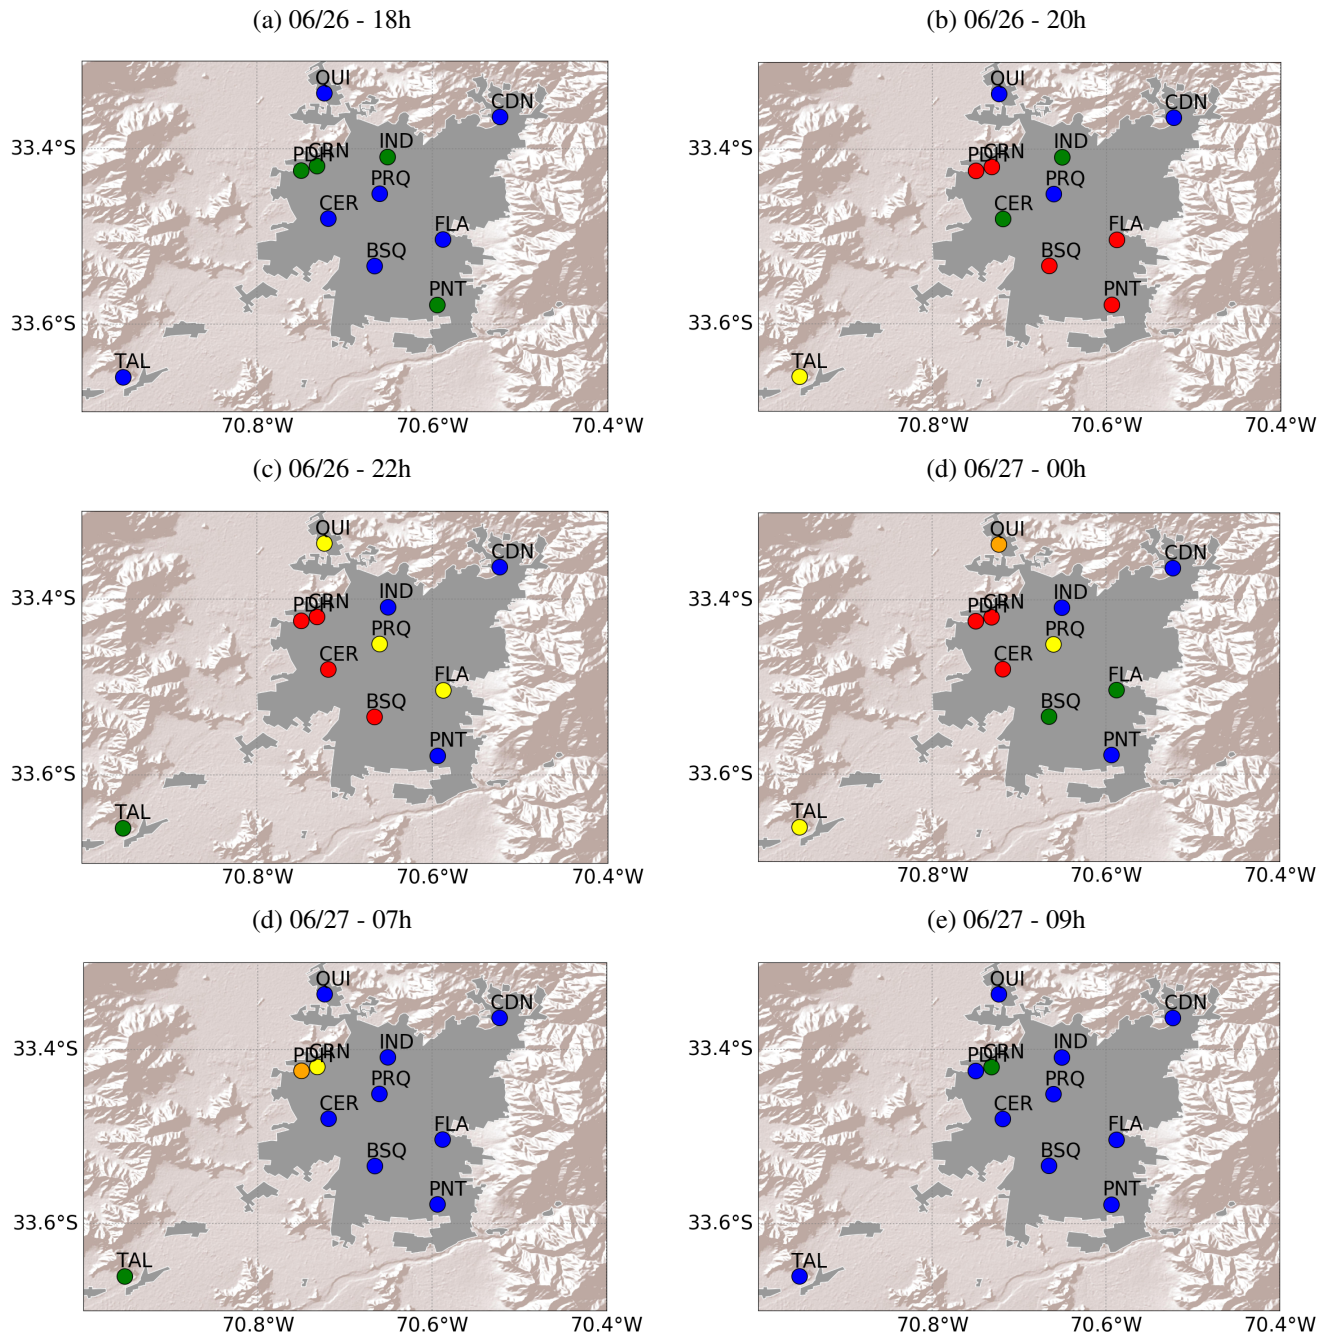 (a) 06/26 - 18h
QUI
CDN
33.4°S
IND
PDH
CRN
PRQ
CER
FLA
BSQ
PNT
33.6°S
TAL
70.8°W
70.6°W
70.4°W
(b) 06/26 - 20h
QUI
CDN
33.4°S
IND
PDH
CRN
PRQ
CER
FLA
BSQ
PNT
33.6°S
TAL
70.8°W
70.6°W
70.4°W
(c) 06/26 - 22h
QUI
CDN
33.4°S
IND
PDH
CRN
PRQ
CER
FLA
BSQ
PNT
33.6°S
TAL
70.8°W
70.6°W
70.4°W
(d) 06/27 - 00h
QUI
CDN
33.4°S
IND
PDH
CRN
PRQ
CER
FLA
BSQ
PNT
33.6°S
TAL
70.8°W
70.6°W
70.4°W
(d) 06/27 - 07h
QUI
CDN
33.4°S
IND
PDH
CRN
PRQ
CER
FLA
BSQ
PNT
33.6°S
TAL
70.8°W
70.6°W
70.4°W
(e) 06/27 - 09h
QUI
CDN
33.4°S
IND
PDH
CRN
PRQ
CER
FLA
BSQ
PNT
33.6°S
TAL
70.8°W
70.6°W
70.4°W